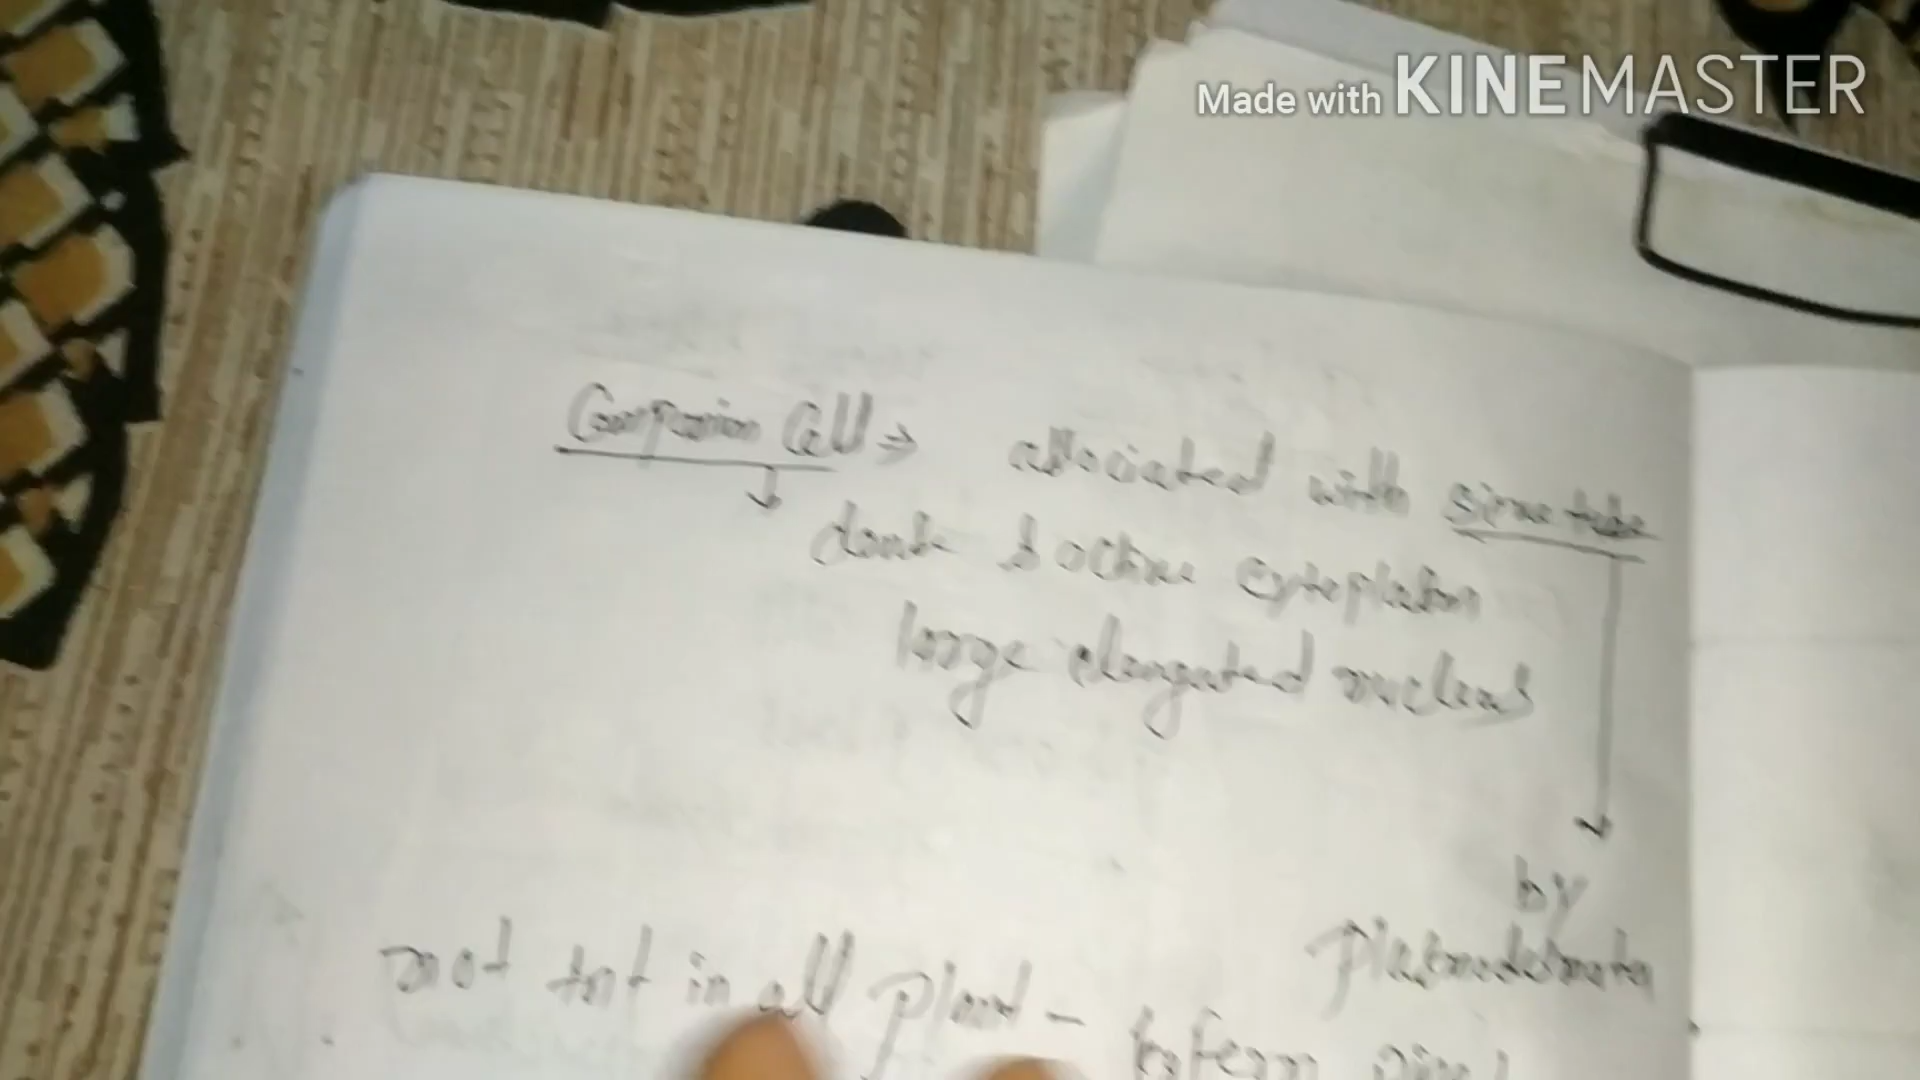 Made with KINEMASTER
Companion Cell ⇒ associated with sieve tube
dark & active cytoplasm
large elongated nucleus
by
Plasmodesmata
not in all plant -